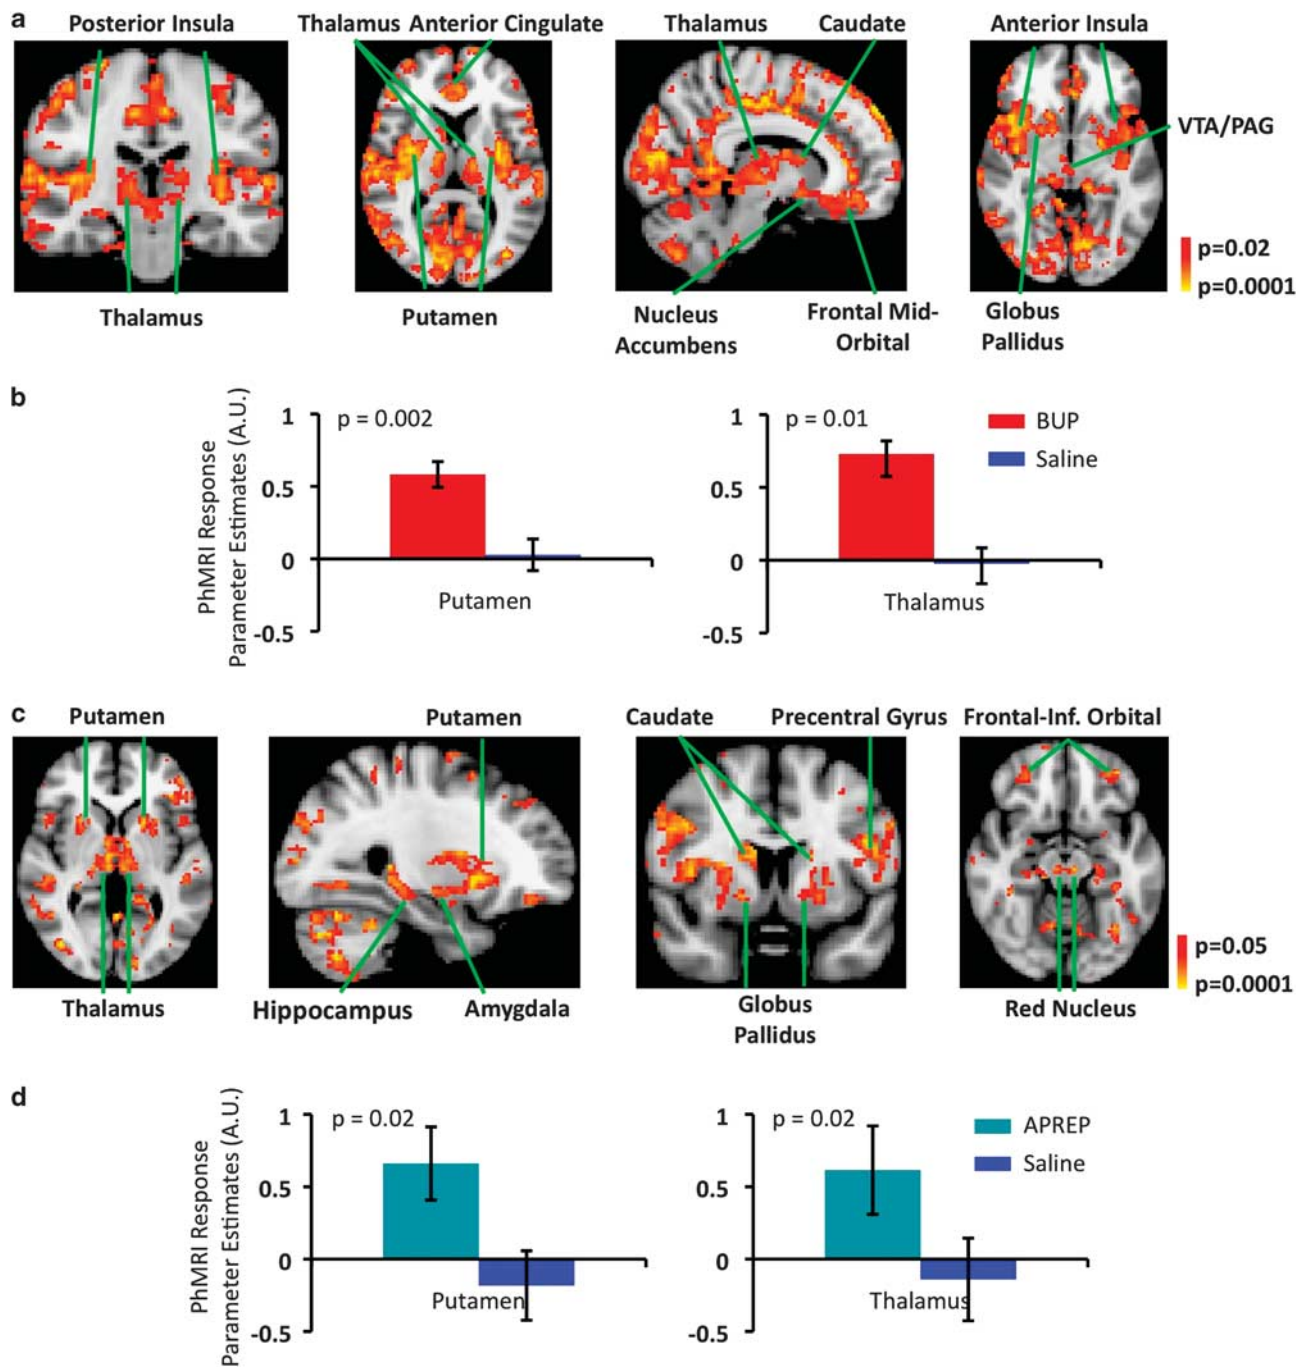 a
Posterior Insula
Thalamus Anterior Cingulate
Thalamus
Caudate
Anterior Insula
VTA/PAG
p=0.02
p=0.0001
Thalamus
Putamen
Nucleus
Accumbens
Frontal Mid-
Orbital
Globus
Pallidus
b
PhMRI Response
Parameter Estimates (A.U.)
1
0.5
0
-0.5
p = 0.002
Putamen
1
0.5
0
-0.5
p = 0.01
Thalamus
BUP
Saline
c
Putamen
Putamen
Caudate
Precentral Gyrus
Frontal-Inf. Orbital
p=0.05
p=0.0001
Thalamus
Hippocampus
Amygdala
Globus
Pallidus
Red Nucleus
d
PhMRI Response
Parameter Estimates (A.U.)
1
0.5
0
-0.5
p = 0.02
Putamen
1
0.5
0
-0.5
p = 0.02
Thalamus
APREP
Saline